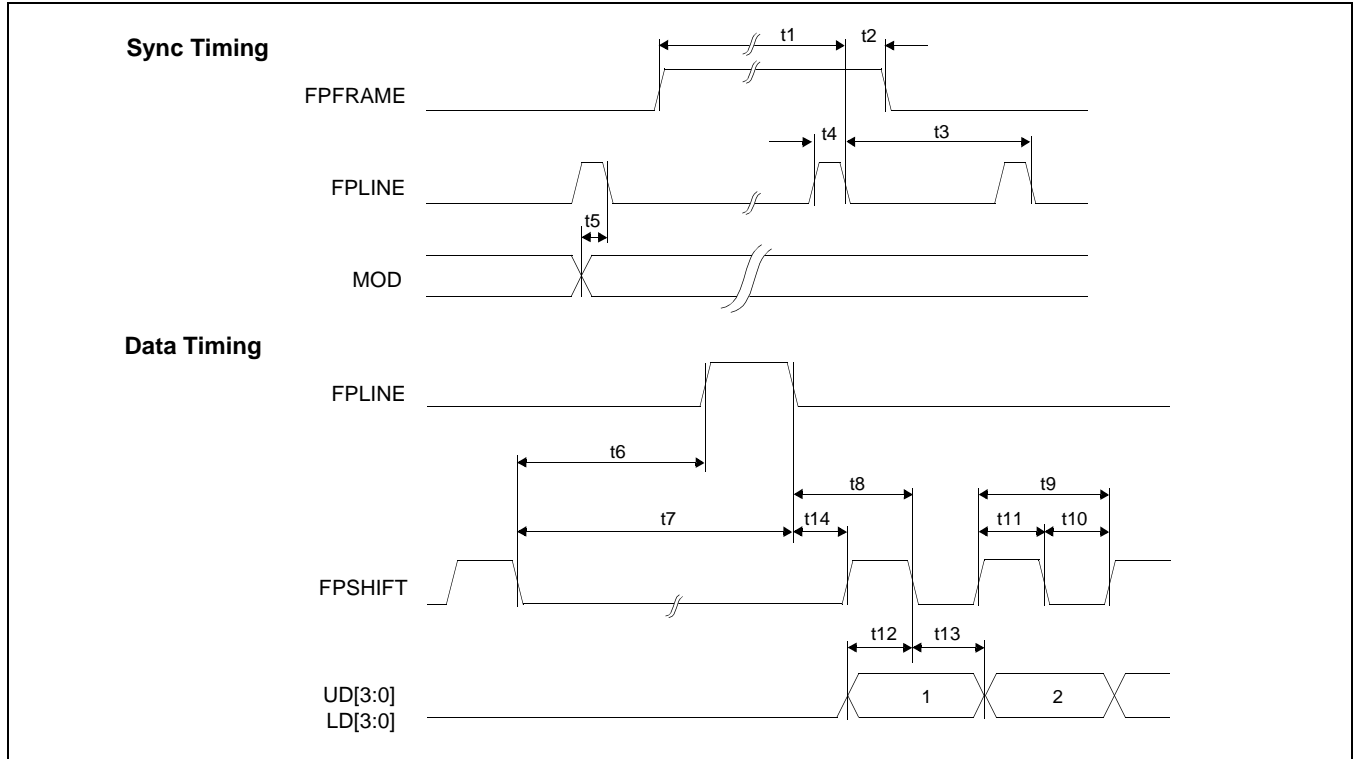 Sync Timing
t1
t2
FPFRAME
t4
t3
FPLINE
t5
MOD
Data Timing
FPLINE
t6
t8
t9
t7
t14
t11
t10
FPSHIFT
t12
t13
UD[3:0]
LD[3:0]
1
2